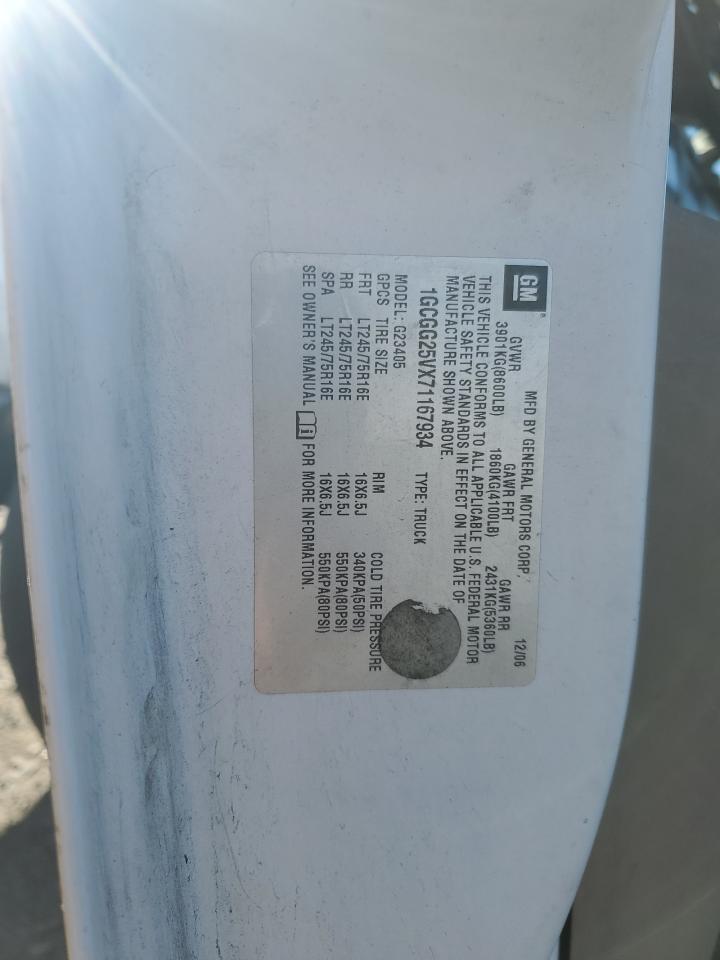 GM
MFD BY GENERAL MOTORS CORP. 12/06
GVWR GAWR FRT GAWR RR
3901KG(8600LB) 1860KG(4100LB) 2431KG(5360LB)
THIS VEHICLE CONFORMS TO ALL APPLICABLE U.S. FEDERAL MOTOR
VEHICLE SAFETY STANDARDS IN EFFECT ON THE DATE OF
MANUFACTURE SHOWN ABOVE.
1GCGG25VX71167934 TYPE: TRUCK
MODEL: G23405
GPCS TIRE SIZE RIM COLD TIRE PRESSURE
FRT LT245/75R16E 16X6.5J 340KPA(50PSI)
RR LT245/75R16E 16X6.5J 550KPA(80PSI)
SPA LT245/75R16E 16X6.5J 550KPA(80PSI)
SEE OWNER'S MANUAL FOR MORE INFORMATION.